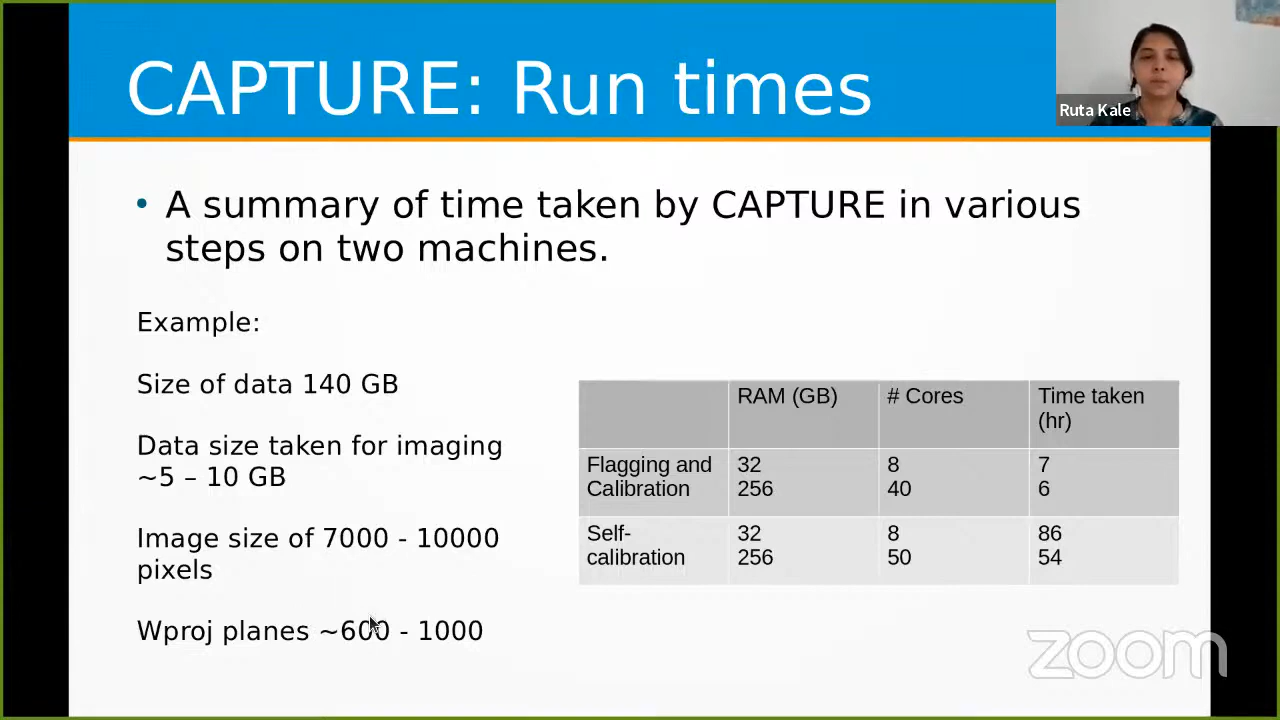 CAPTURE: Run times
Ruta Kale
• A summary of time taken by CAPTURE in various
steps on two machines.
Example:
Size of data 140 GB
Data size taken for imaging
~5 – 10 GB
Image size of 7000 - 10000
pixels
Wproj planes ~600 - 1000
RAM (GB) # Cores Time taken
(hr)
Flagging and 32 8 7
Calibration 256 40 6
Self- 32 8 86
calibration 256 50 54
zoom